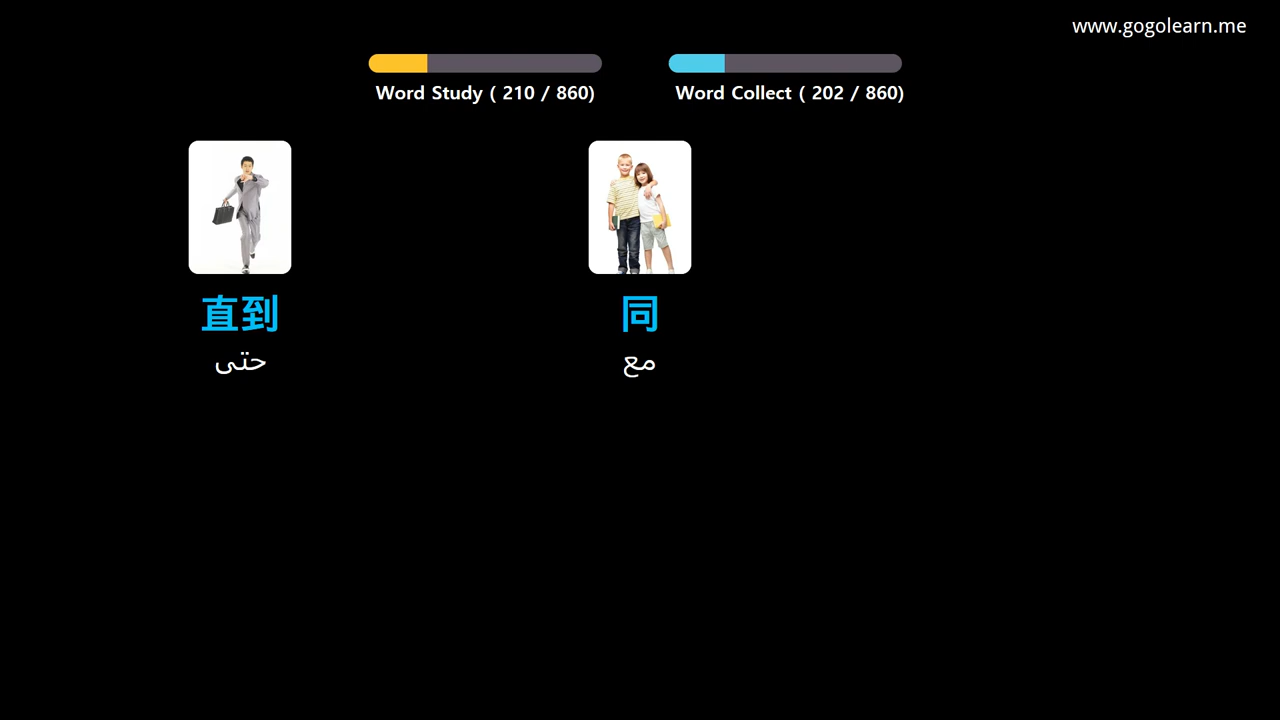 www.gogolearn.me
Word Study ( 210 / 860)
Word Collect ( 202 / 860)
直到
同
حتى
مع